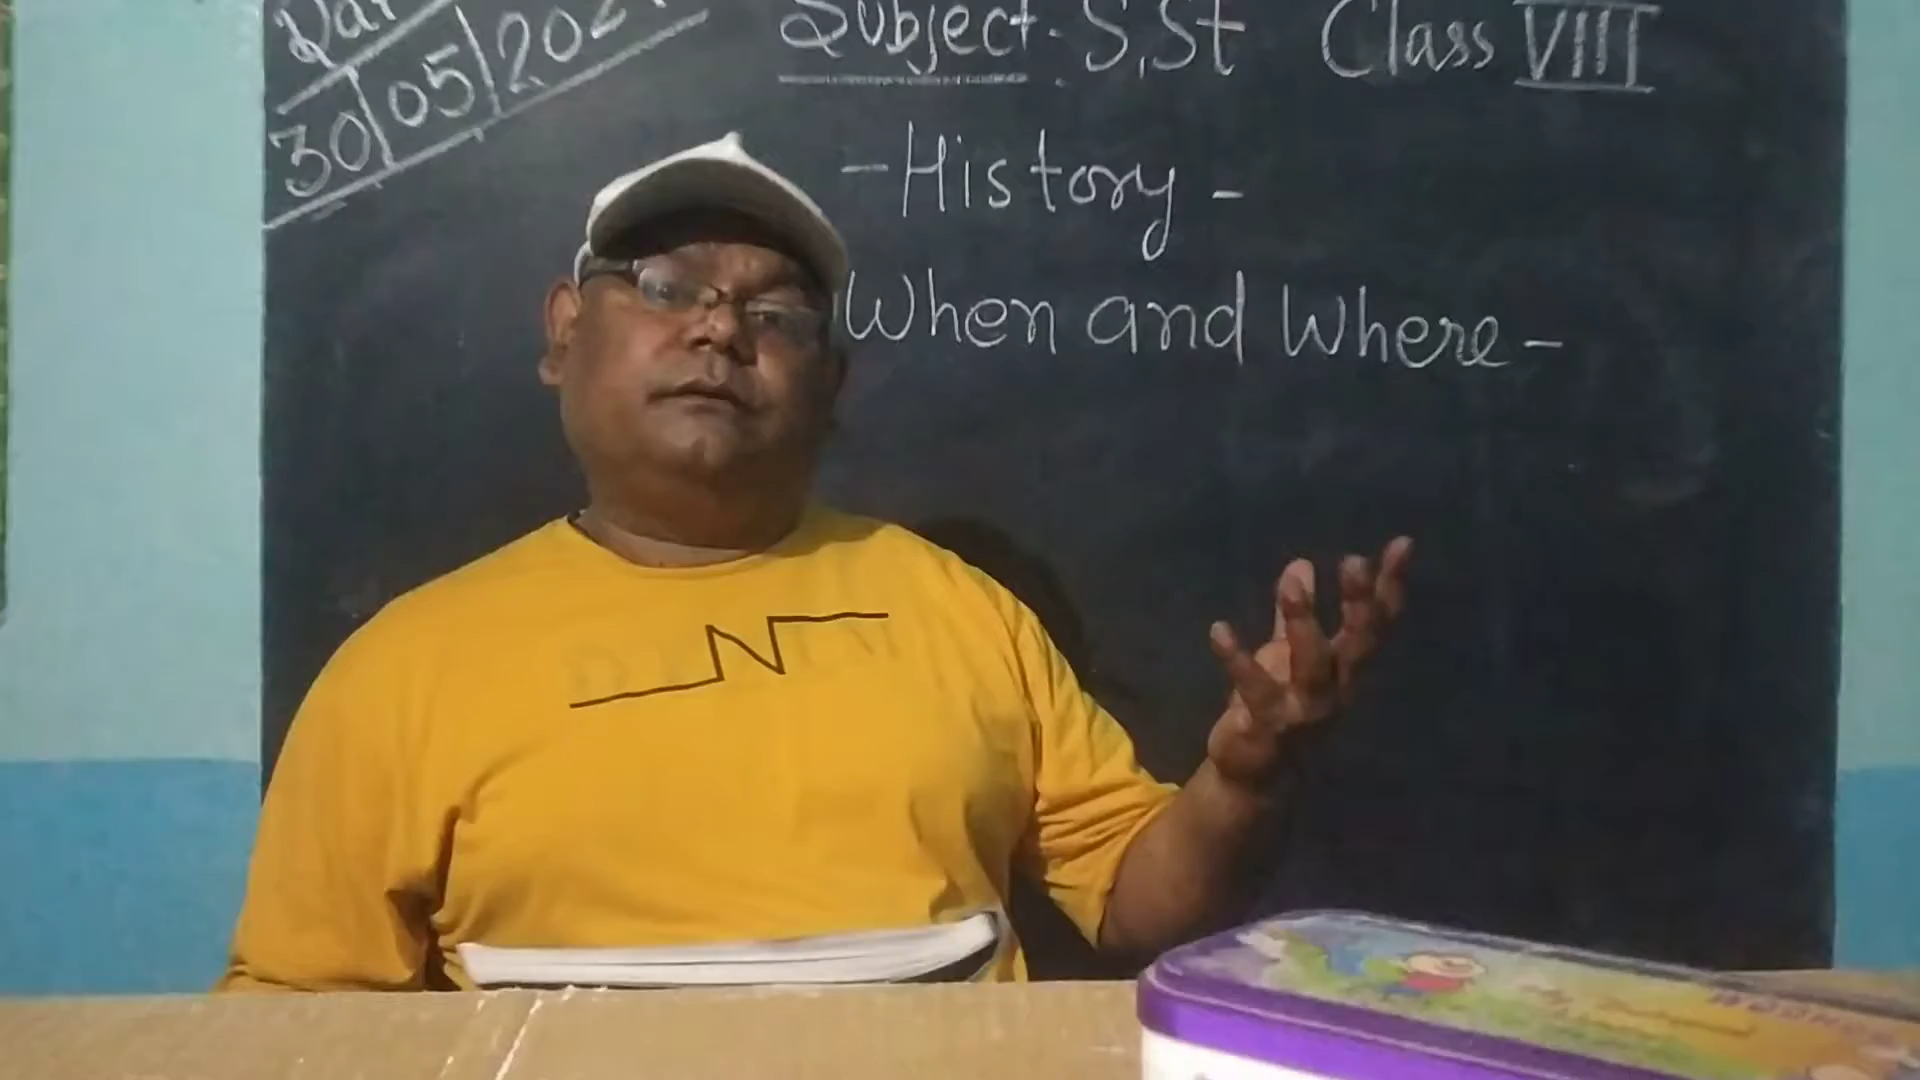 30/05/202
Subject: S,St Class VIII
- History -
When and Where -